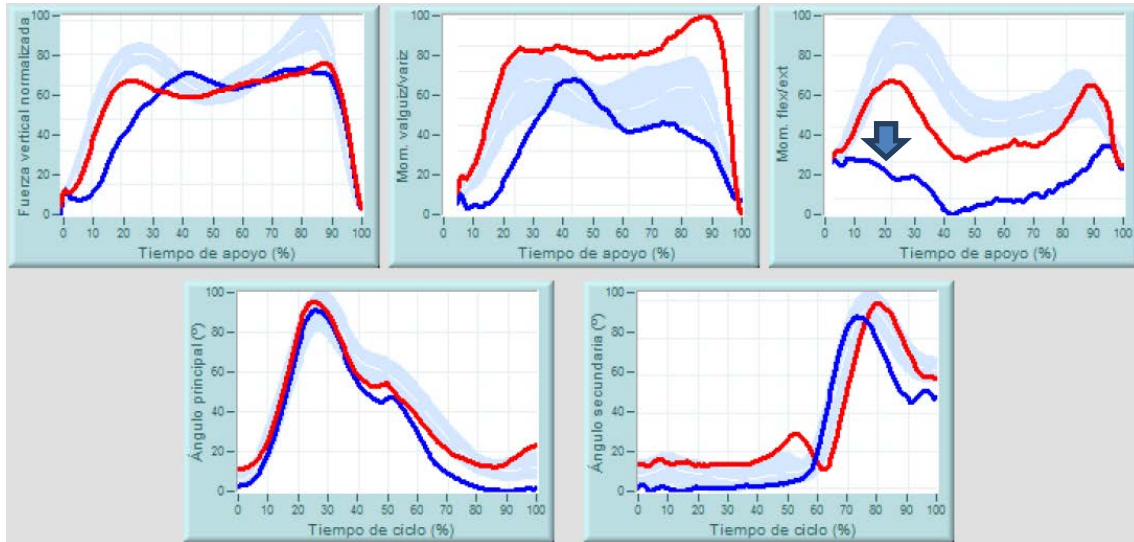 Fuerza vertical normalizada
100
80
60
40
20
0
0 10 20 30 40 50 60 70 80 90 100
Tiempo de apoyo (%)
Mom. valguiz/variz
100
80
60
40
20
0
0 10 20 30 40 50 60 70 80 90 100
Tiempo de apoyo (%)
Mom. flex/ext
100
80
60
40
20
0
0 10 20 30 40 50 60 70 80 90 100
Tiempo de apoyo (%)
Ángulo principal (º)
100
80
60
40
20
0
0 10 20 30 40 50 60 70 80 90 100
Tiempo de ciclo (%)
Ángulo secundaria (º)
100
80
60
40
20
0
0 10 20 30 40 50 60 70 80 90 100
Tiempo de ciclo (%)